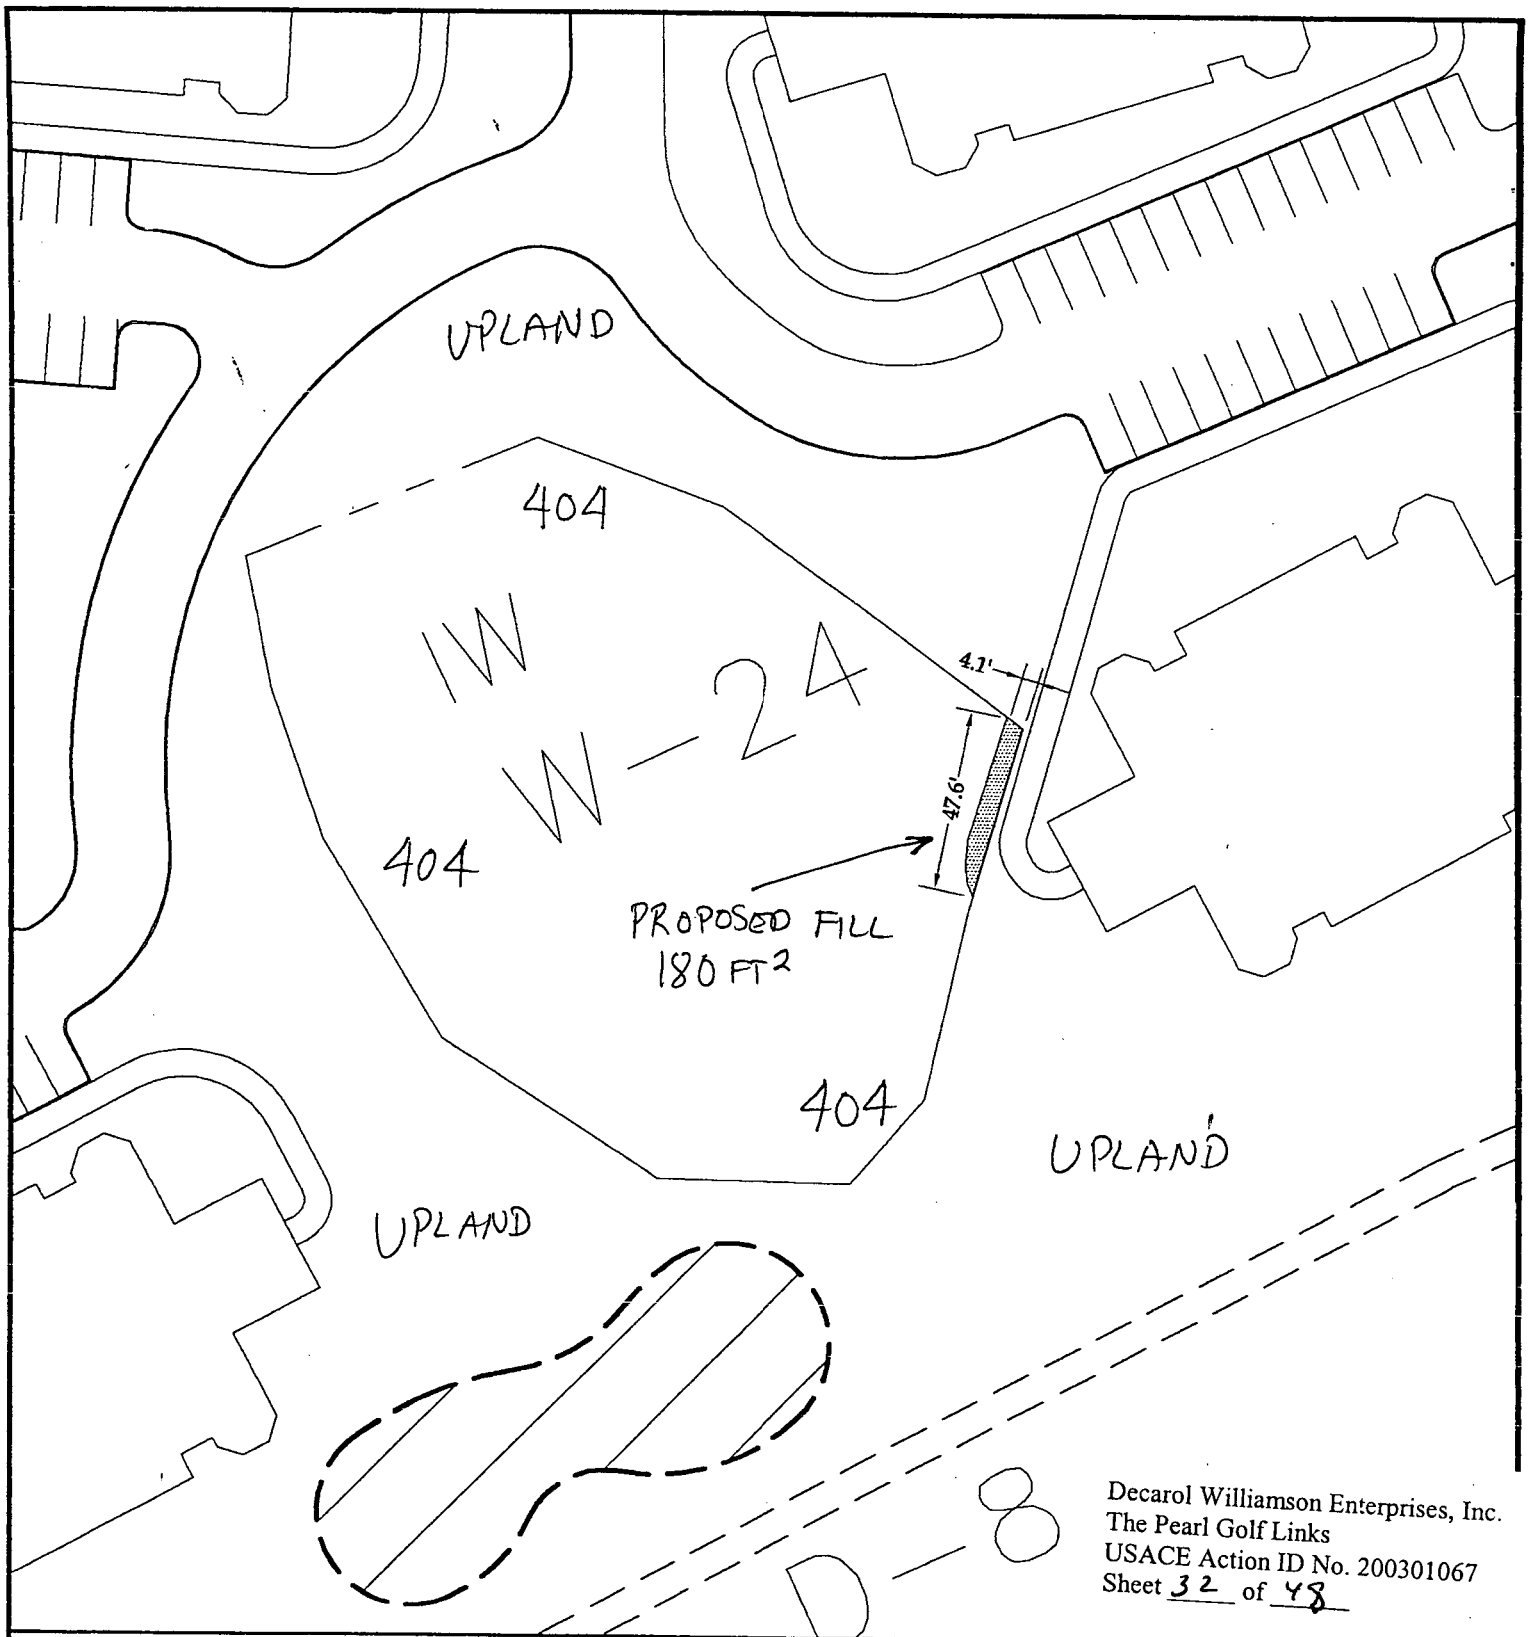 UPLAND
404
IW
W-24
4.1'
47.6'
404
PROPOSED FILL
180 FT2
404
UPLAND
UPLAND
D-8
Decarol Williamson Enterprises, Inc.
The Pearl Golf Links
USACE Action ID No. 200301067
Sheet 32 of 48